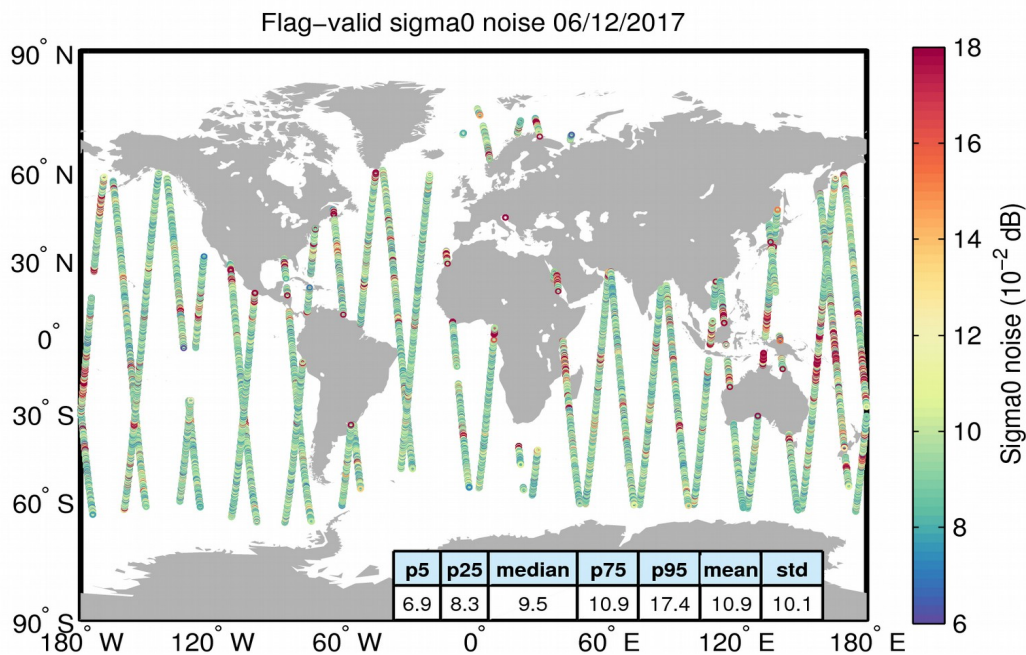 Flag−valid sigma0 noise 06/12/2017
90° N
60° N
30° N
0°
30° S
60° S
90° S
180° W
120° W
60° W
0°
60° E
120° E
180° E
18
16
14
12
10
8
6
Sigma0 noise (10⁻² dB)
p5 p25 median p75 p95 mean std
6.9 8.3 9.5 10.9 17.4 10.9 10.1